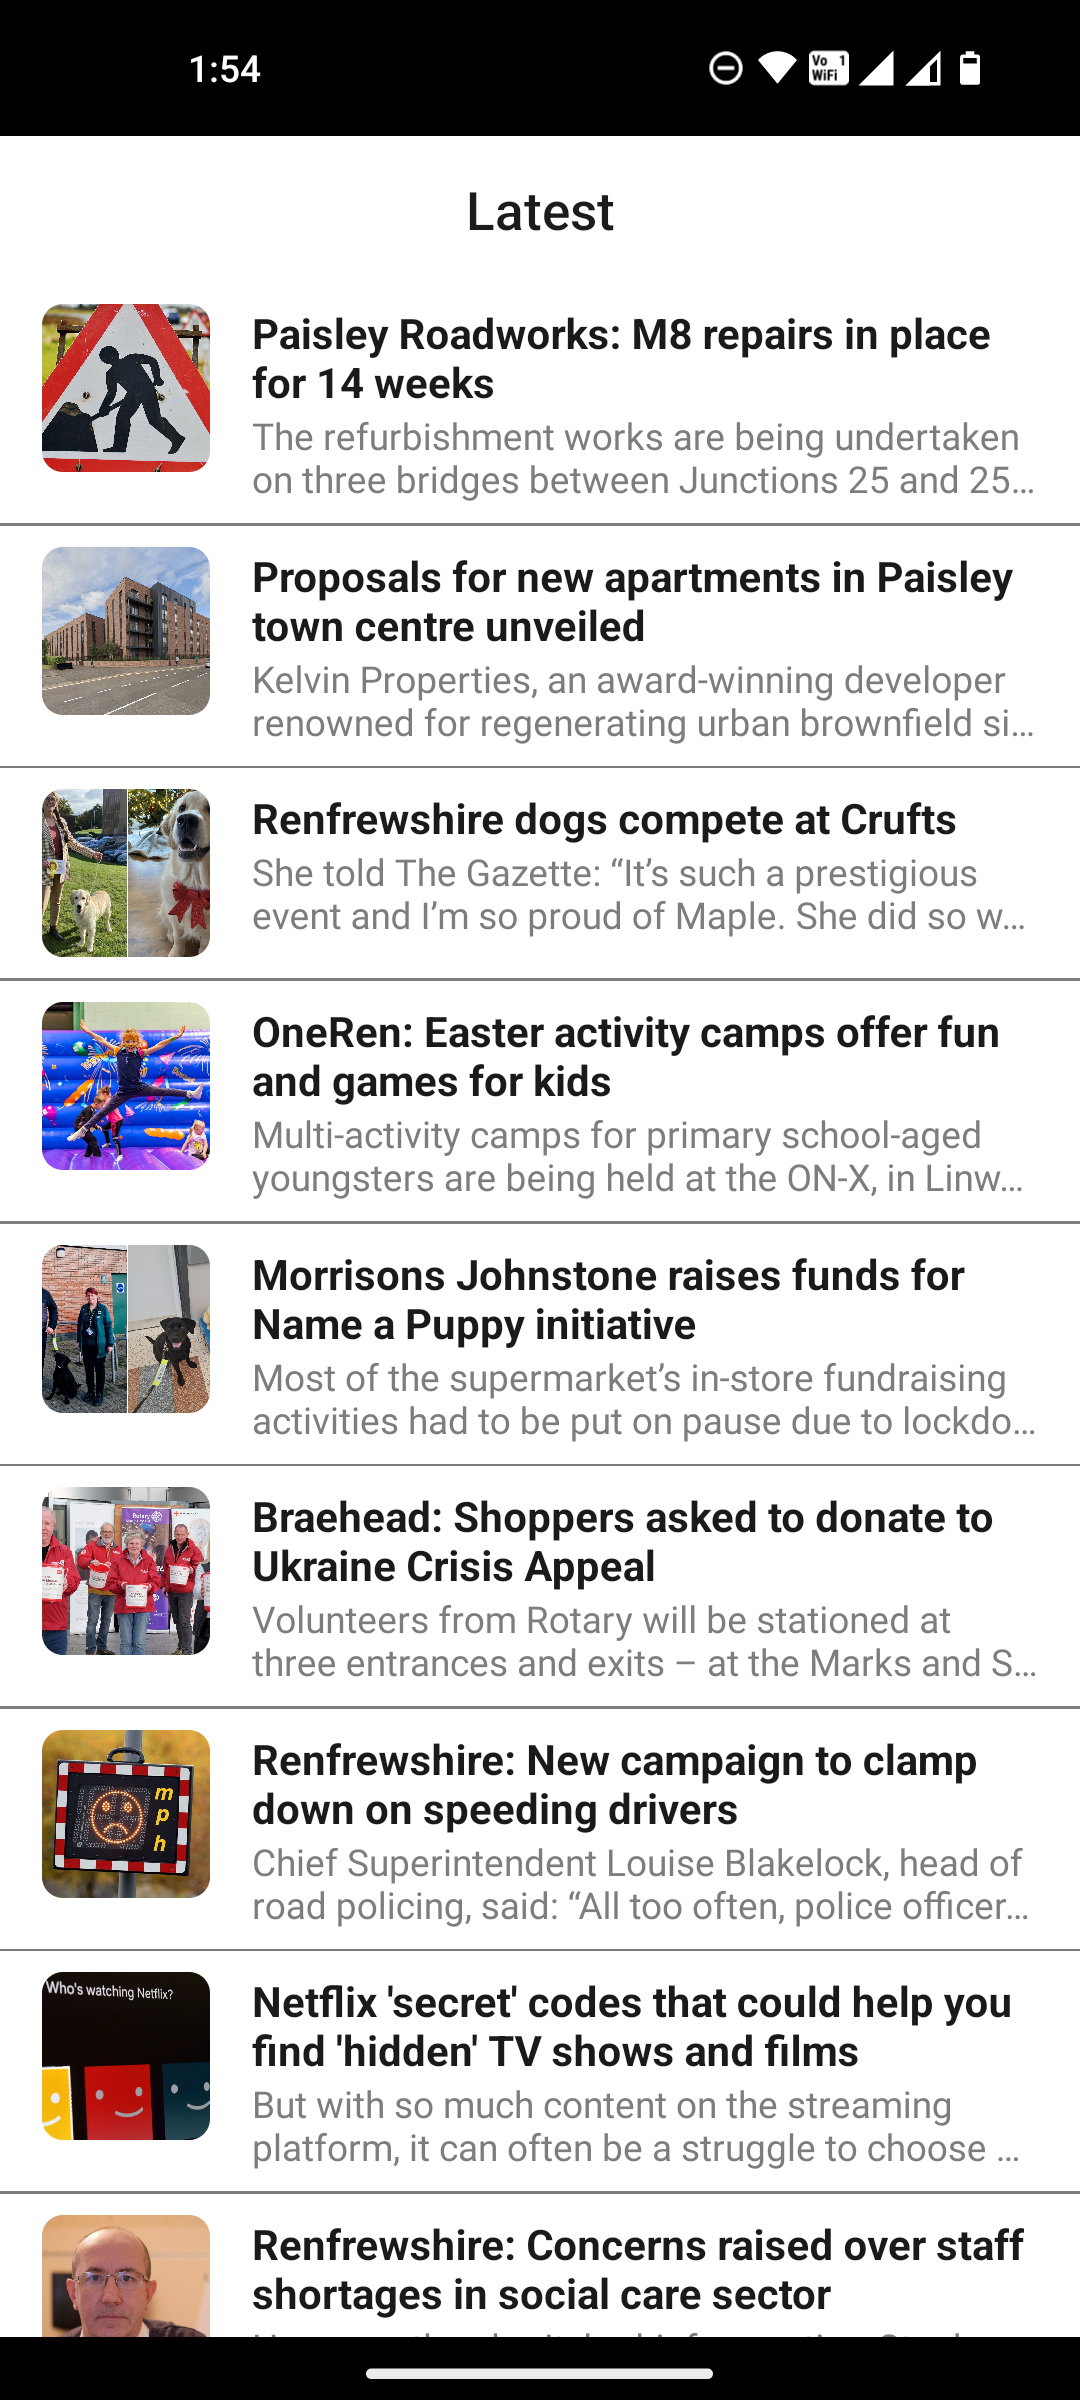 1:54
Vo 1
WiFi
Latest
Paisley Roadworks: M8 repairs in place
for 14 weeks
The refurbishment works are being undertaken
on three bridges between Junctions 25 and 25…
Proposals for new apartments in Paisley
town centre unveiled
Kelvin Properties, an award-winning developer
renowned for regenerating urban brownfield si…
Renfrewshire dogs compete at Crufts
She told The Gazette: “It’s such a prestigious
event and I’m so proud of Maple. She did so w…
OneRen: Easter activity camps offer fun
and games for kids
Multi-activity camps for primary school-aged
youngsters are being held at the ON-X, in Linw…
Morrisons Johnstone raises funds for
Name a Puppy initiative
Most of the supermarket’s in-store fundraising
activities had to be put on pause due to lockdo…
Rotary
Braehead: Shoppers asked to donate to
Ukraine Crisis Appeal
Volunteers from Rotary will be stationed at
three entrances and exits – at the Marks and S…
m
p
h
Renfrewshire: New campaign to clamp
down on speeding drivers
Chief Superintendent Louise Blakelock, head of
road policing, said: “All too often, police officer…
Who's watching Netflix?
Netflix 'secret' codes that could help you
find 'hidden' TV shows and films
But with so much content on the streaming
platform, it can often be a struggle to choose …
Renfrewshire: Concerns raised over staff
shortages in social care sector